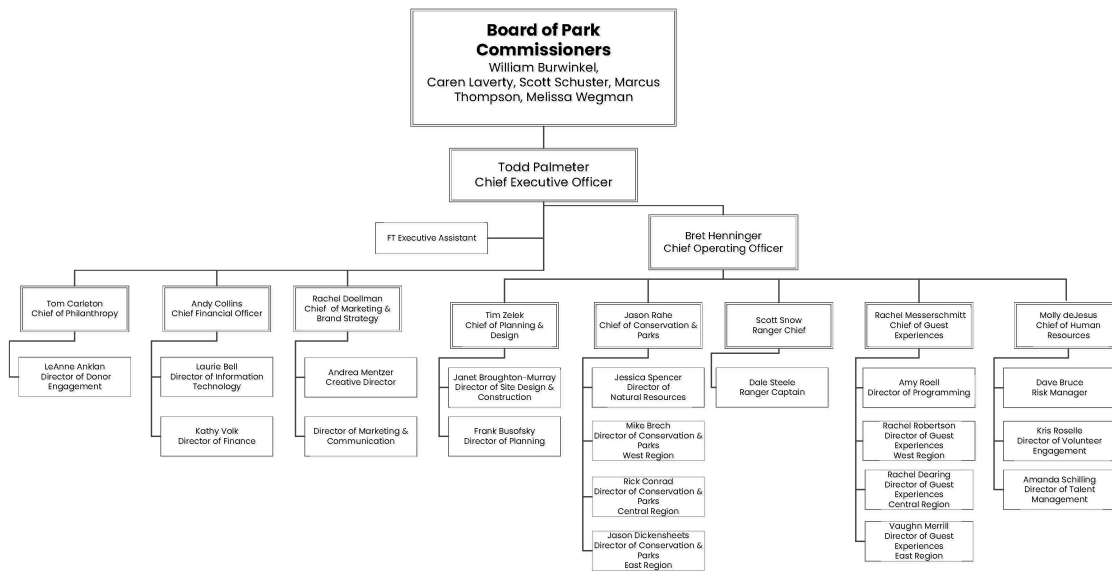 Board of Park
Commissioners
William Burwinkel,
Caren Laverty, Scott Schuster, Marcus
Thompson, Melissa Wegman
Todd Palmeter
Chief Executive Officer
FT Executive Assistant
Bret Henninger
Chief Operating Officer
Tom Carleton
Chief of Philanthropy
LeAnne Anklan
Director of Donor
Engagement
Andy Collins
Chief Financial Officer
Laurie Bell
Director of Information
Technology
Kathy Volk
Director of Finance
Rachel Doellman
Chief of Marketing &
Brand Strategy
Andrea Mentzer
Creative Director
Director of Marketing &
Communication
Tim Zelek
Chief of Planning &
Design
Janet Broughton-Murray
Director of Site Design &
Construction
Frank Busofsky
Director of Planning
Jason Rahe
Chief of Conservation &
Parks
Jessica Spencer
Director of
Natural Resources
Mike Brech
Director of Conservation &
Parks
West Region
Rick Conrad
Director of Conservation &
Parks
Central Region
Jason Dickensheets
Director of Conservation &
Parks
East Region
Scott Snow
Ranger Chief
Dale Steele
Ranger Captain
Rachel Messerschmitt
Chief of Guest
Experiences
Amy Roell
Director of Programming
Rachel Robertson
Director of Guest
Experiences
West Region
Rachel Dearing
Director of Guest
Experiences
Central Region
Vaughn Merrill
Director of Guest
Experiences
East Region
Molly deJesus
Chief of Human
Resources
Dave Bruce
Risk Manager
Kris Roselle
Director of Volunteer
Engagement
Amanda Schilling
Director of Talent
Management